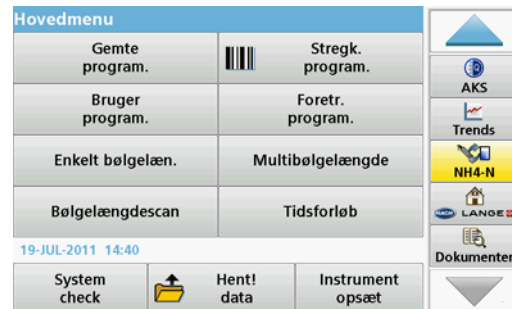 Hovedmenu
Gemte
program.
Stregk.
program.
Bruger
program.
Foretr.
program.
Enkelt bølgelæn.
Multibølgelængde
Bølgelængdescan
Tidsforløb
19-JUL-2011 14:40
System
check
Hent!
data
Instrument
opsæt
AKS
Trends
NH4-N
HACH LANGE
Dokumenter